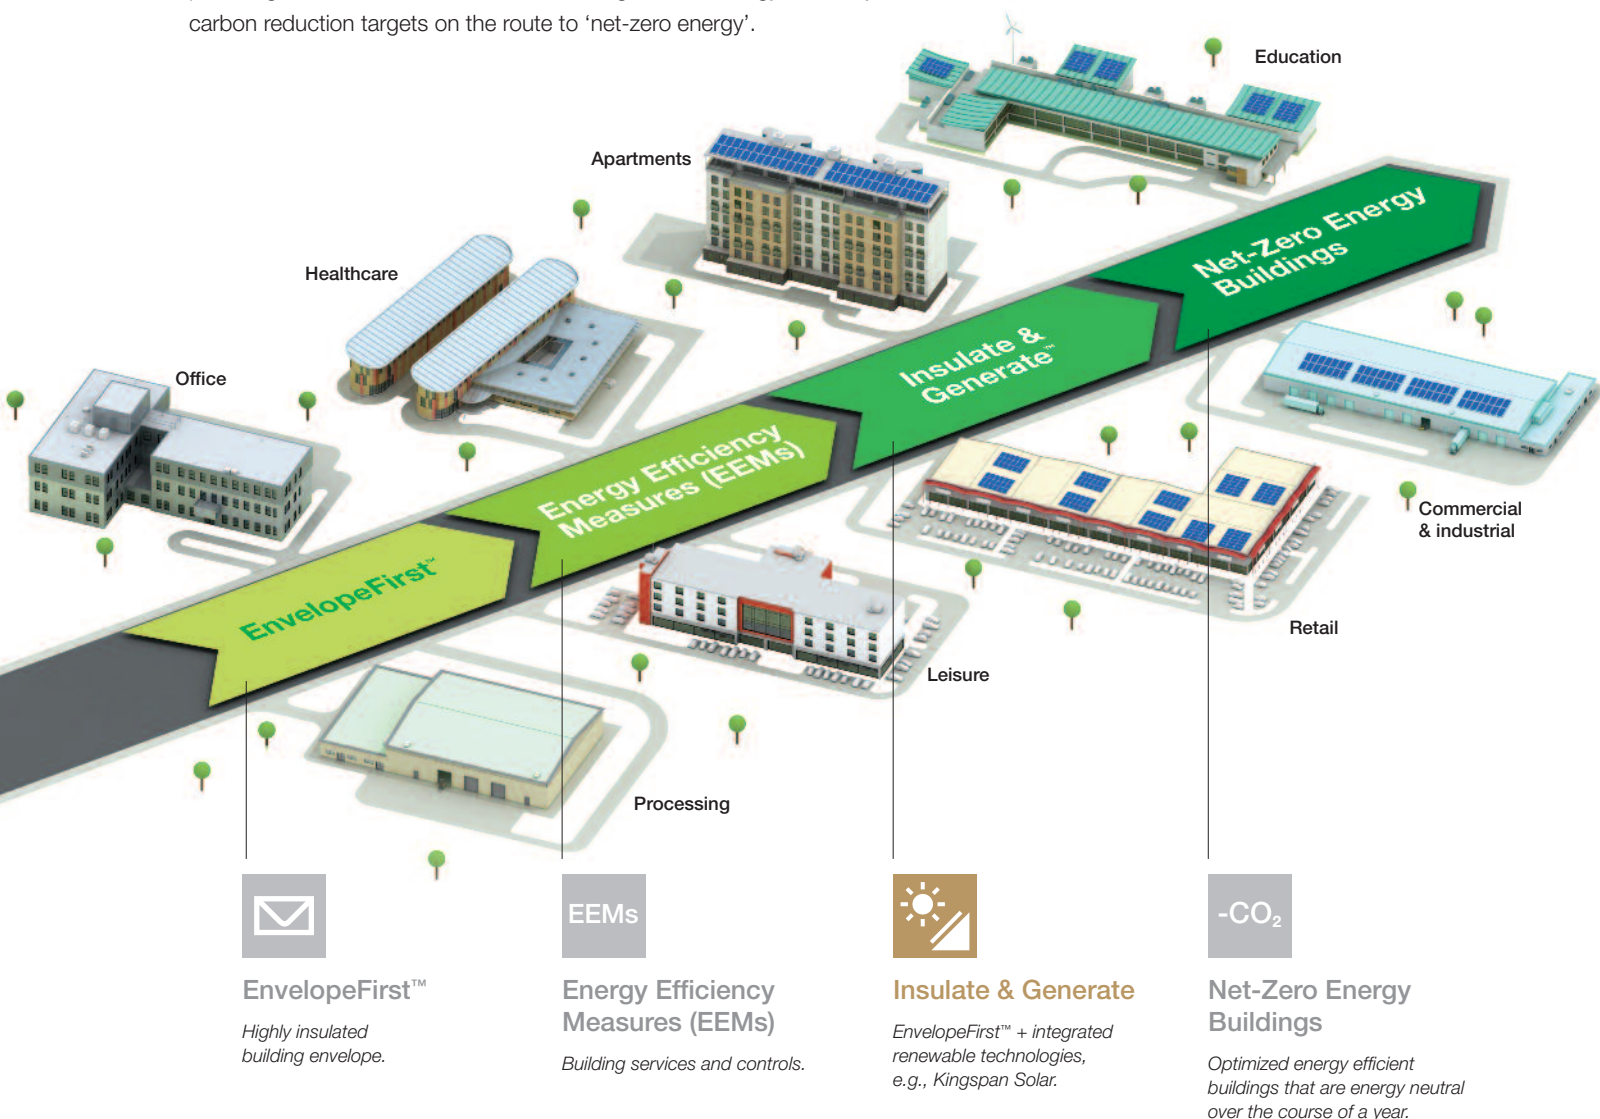 carbon reduction targets on the route to ‘net-zero energy’.
Education
Apartments
Healthcare
Office
Net-Zero Energy
Buildings
Insulate &
Generate™
Energy Efficiency
Measures (EEMs)
EnvelopeFirst™
Commercial
& industrial
Retail
Leisure
Processing
EEMs
-CO₂
EnvelopeFirst™
Highly insulated
building envelope.
Energy Efficiency
Measures (EEMs)
Building services and controls.
Insulate & Generate
EnvelopeFirst™ + integrated
renewable technologies,
e.g., Kingspan Solar.
Net-Zero Energy
Buildings
Optimized energy efficient
buildings that are energy neutral
over the course of a year.